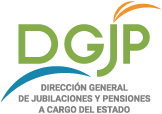 DGJP
DIRECCIÓN GENERAL
DE JUBILACIONES Y PENSIONES
A CARGO DEL ESTADO